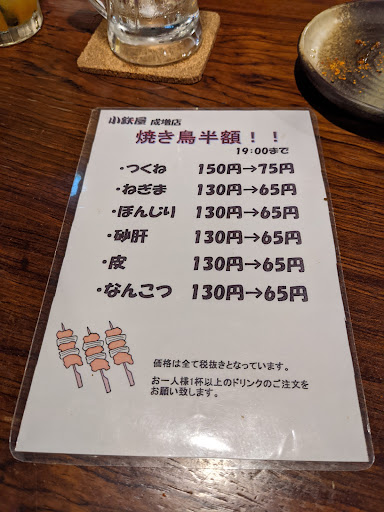 小鉄屋 成増店
焼き鳥半額！！
19:00まで
・つくね 150円→75円
・ねぎま 130円→65円
・ぼんじり 130円→65円
・砂肝 130円→65円
・皮 130円→65円
・なんこつ 130円→65円
価格は全て税抜きとなっています。
お一人様1杯以上のドリンクのご注文を
お願い致します。